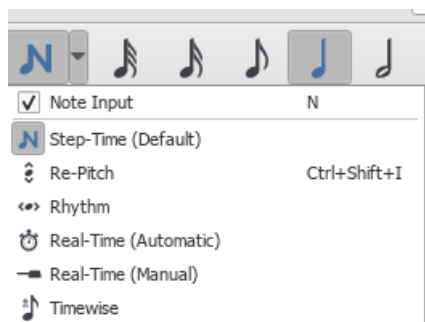 Note Input N
Step-Time (Default)
Re-Pitch Ctrl+Shift+I
Rhythm
Real-Time (Automatic)
Real-Time (Manual)
Timewise